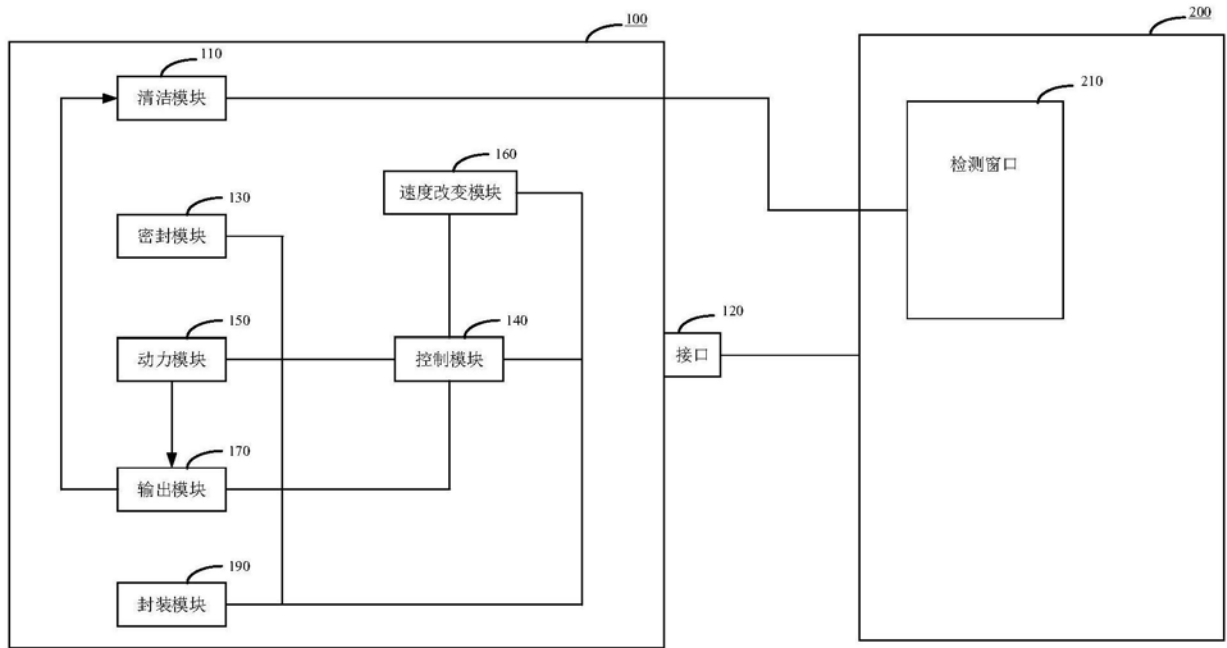 100
200
110
清洁模块
210
检测窗口
160
速度改变模块
130
密封模块
120
接口
150
动力模块
140
控制模块
170
输出模块
190
封装模块